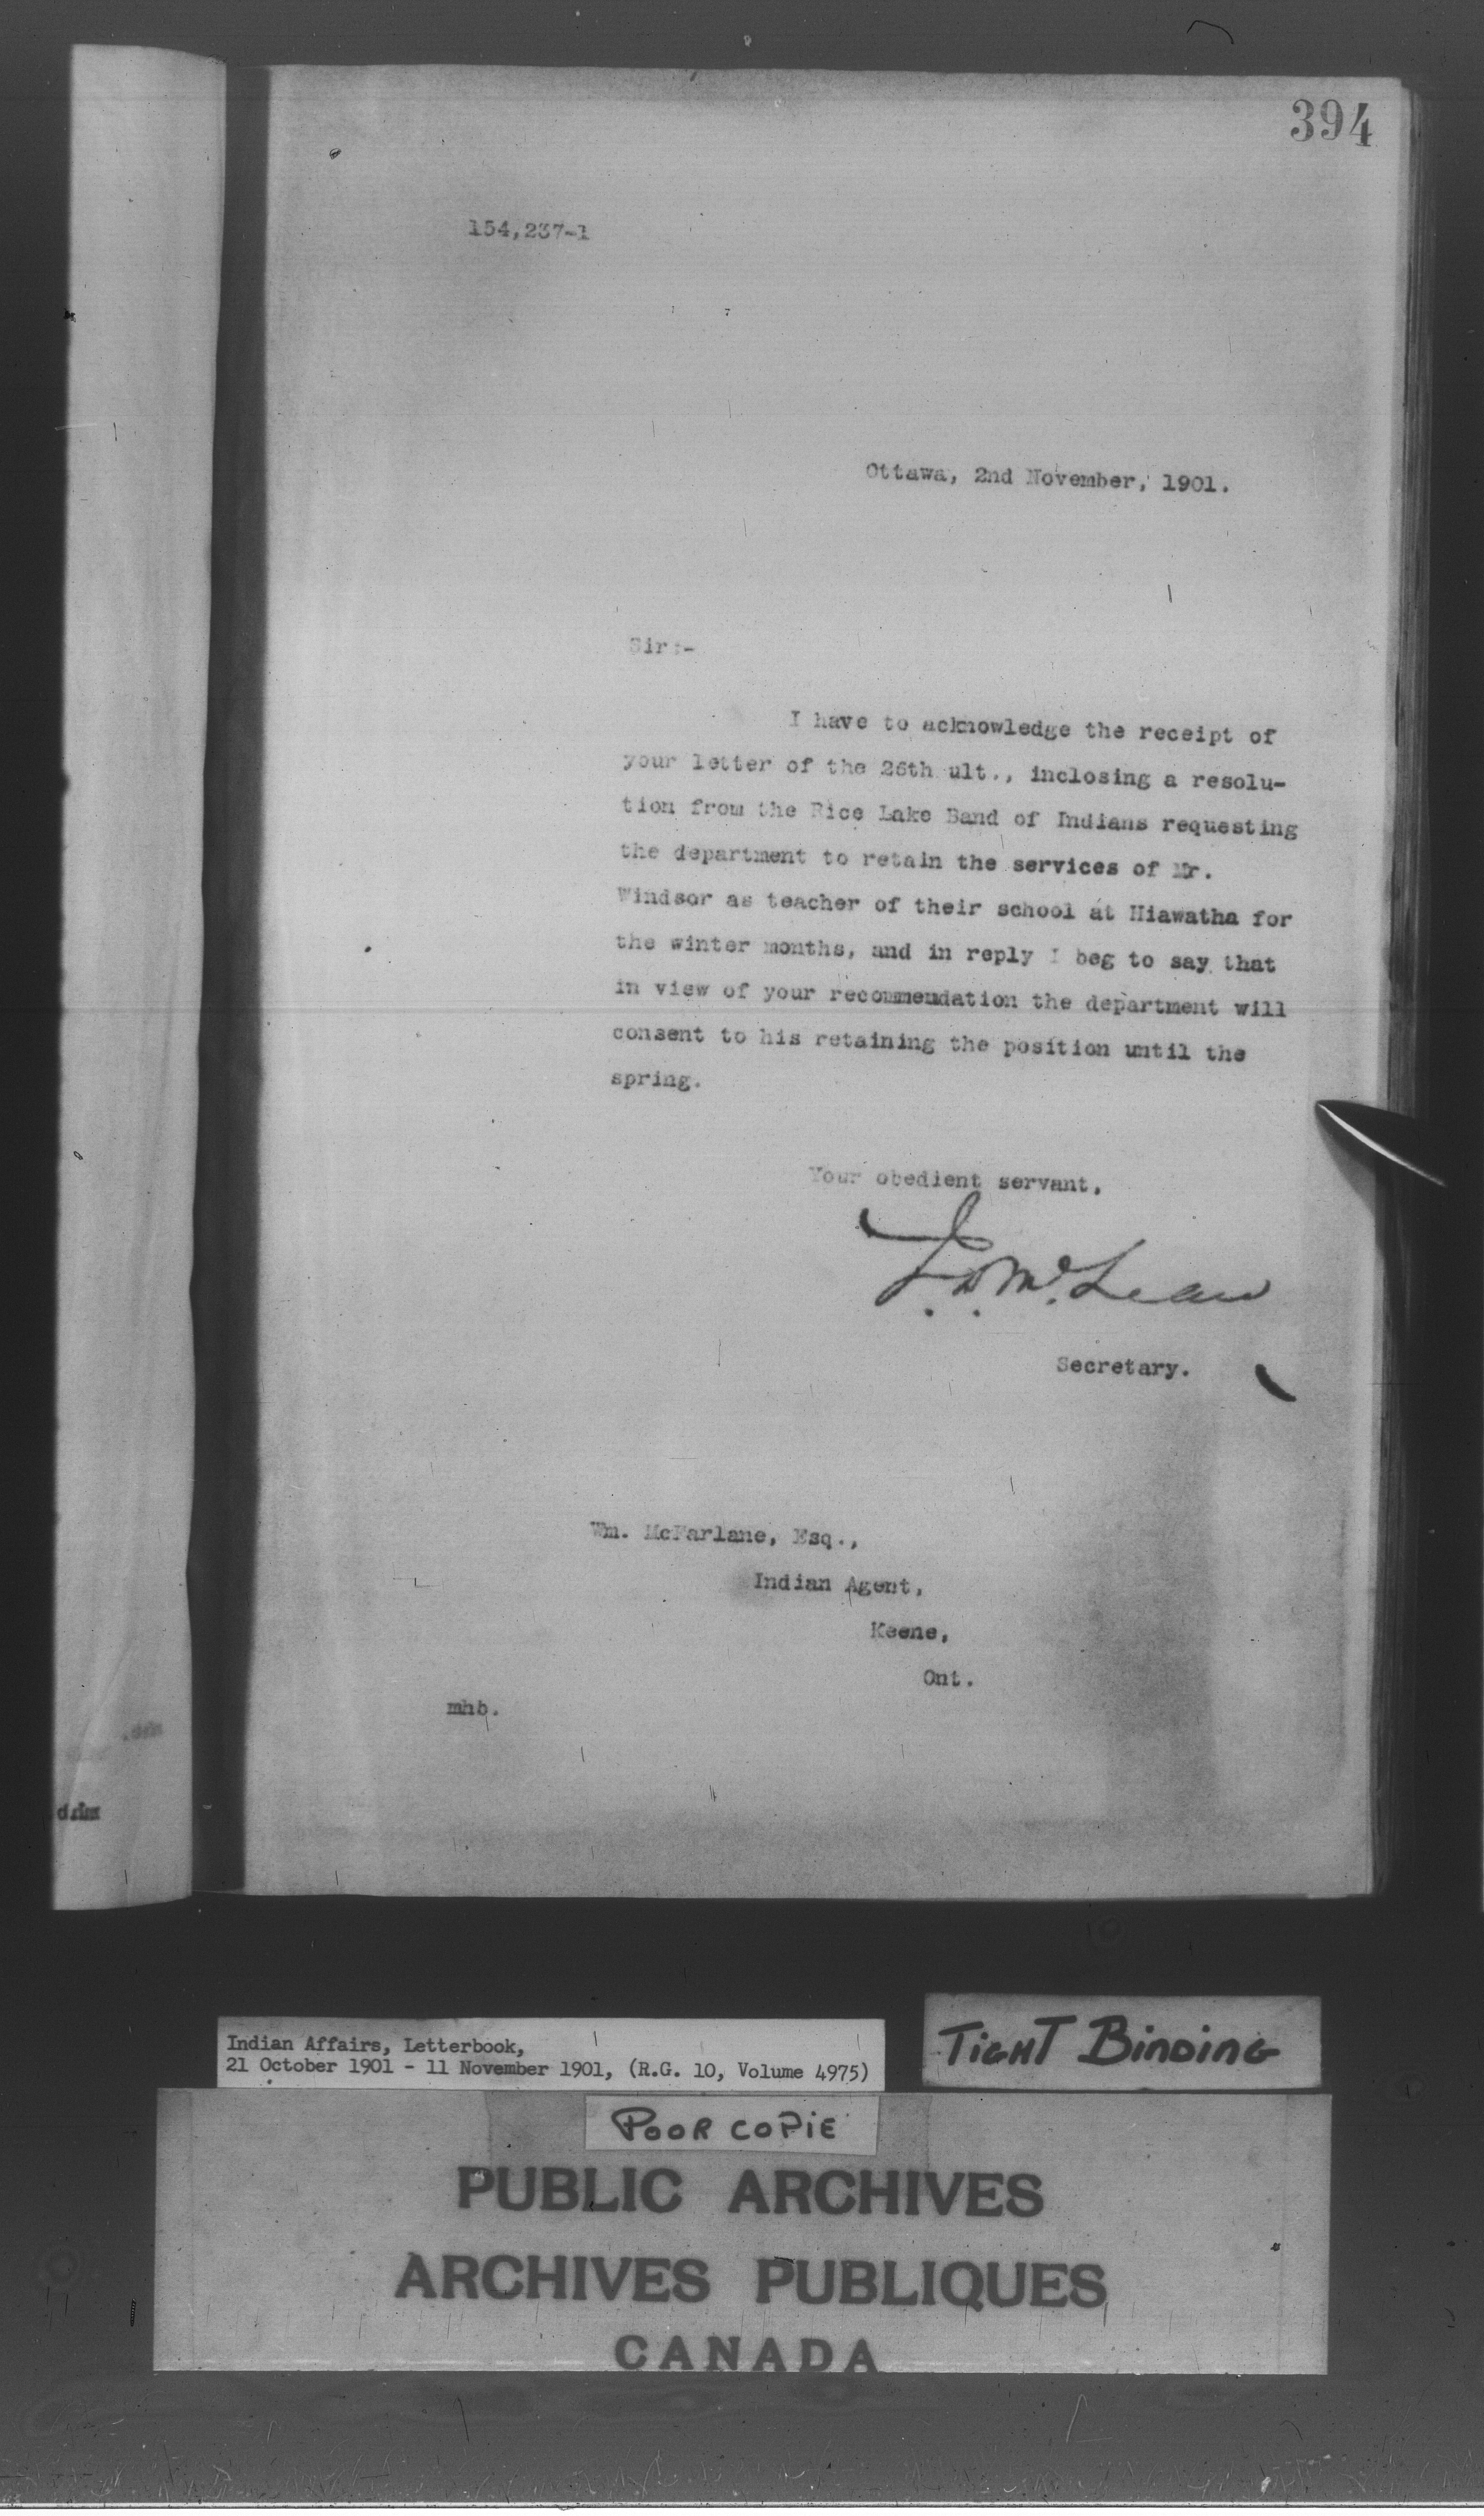 394
154,237-1
Ottawa, 2nd November, 1901.
Sir:-
I have to acknowledge the receipt of
your letter of the 26th ult., inclosing a resolu-
tion from the Rice Lake Band of Indians requesting
the department to retain the services of Mr.
Windsor as teacher of their school at Hiawatha for
the winter months, and in reply I beg to say that
in view of your recommendation the department will
consent to his retaining the position until the
spring.
Your obedient servant,
J. D. McLean
Secretary.
Wm. McFarlane, Esq.,
Indian Agent,
Keene,
Ont.
mhb.
Indian Affairs, Letterbook,
21 October 1901 - 11 November 1901, (R.G. 10, Volume 4975)
TIGHT BINDING
POOR COPIE
PUBLIC ARCHIVES
ARCHIVES PUBLIQUES
CANADA